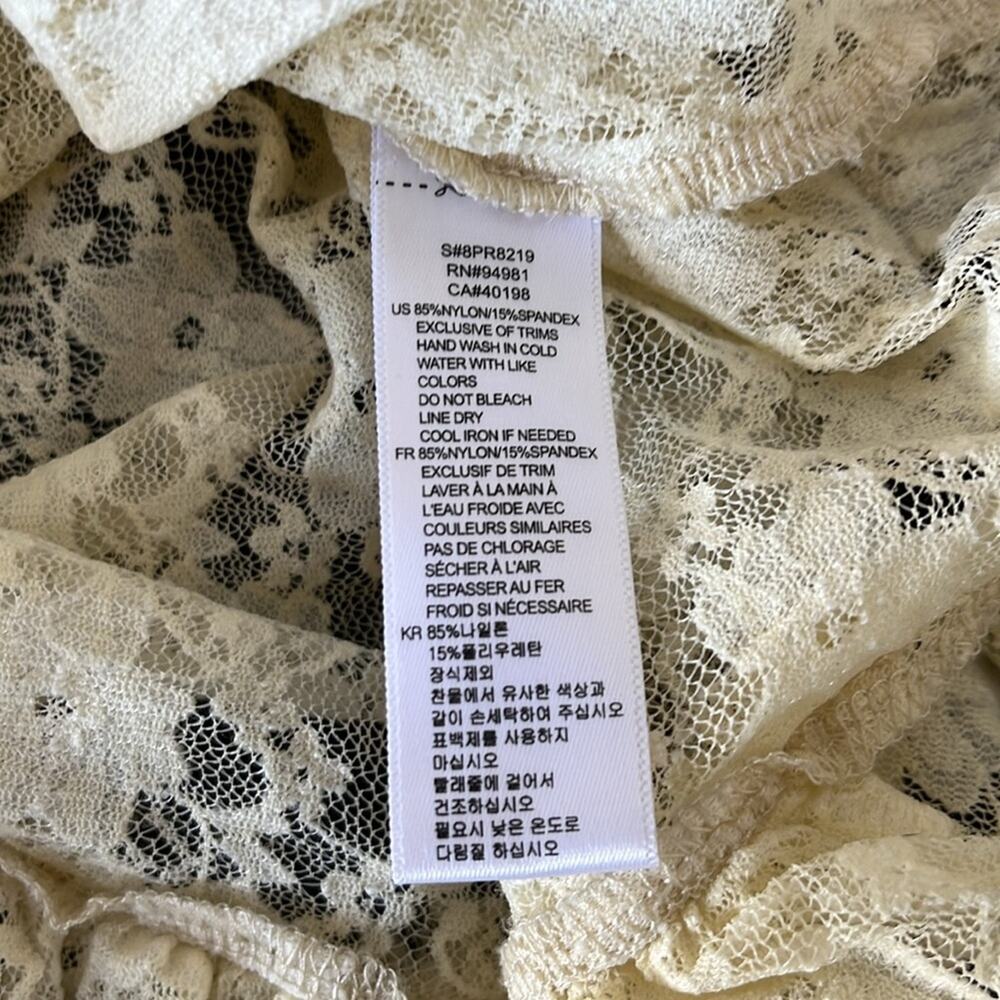 S#8PR8219
RN#94981
CA#40198
US 85%NYLON/15%SPANDEX
EXCLUSIVE OF TRIMS
HAND WASH IN COLD
WATER WITH LIKE
COLORS
DO NOT BLEACH
LINE DRY
COOL IRON IF NEEDED
FR 85%NYLON/15%SPANDEX
EXCLUSIF DE TRIM
LAVER À LA MAIN À
L'EAU FROIDE AVEC
COULEURS SIMILAIRES
PAS DE CHLORAGE
SÉCHER À L'AIR
REPASSER AU FER
FROID SI NÉCESSAIRE
KR 85%나일론
15%폴리우레탄
장식제외
찬물에서 유사한 색상과
같이 손세탁하여 주십시오
표백제를 사용하지
마십시오
빨래줄에 걸어서
건조하십시오
필요시 낮은 온도로
다림질 하십시오